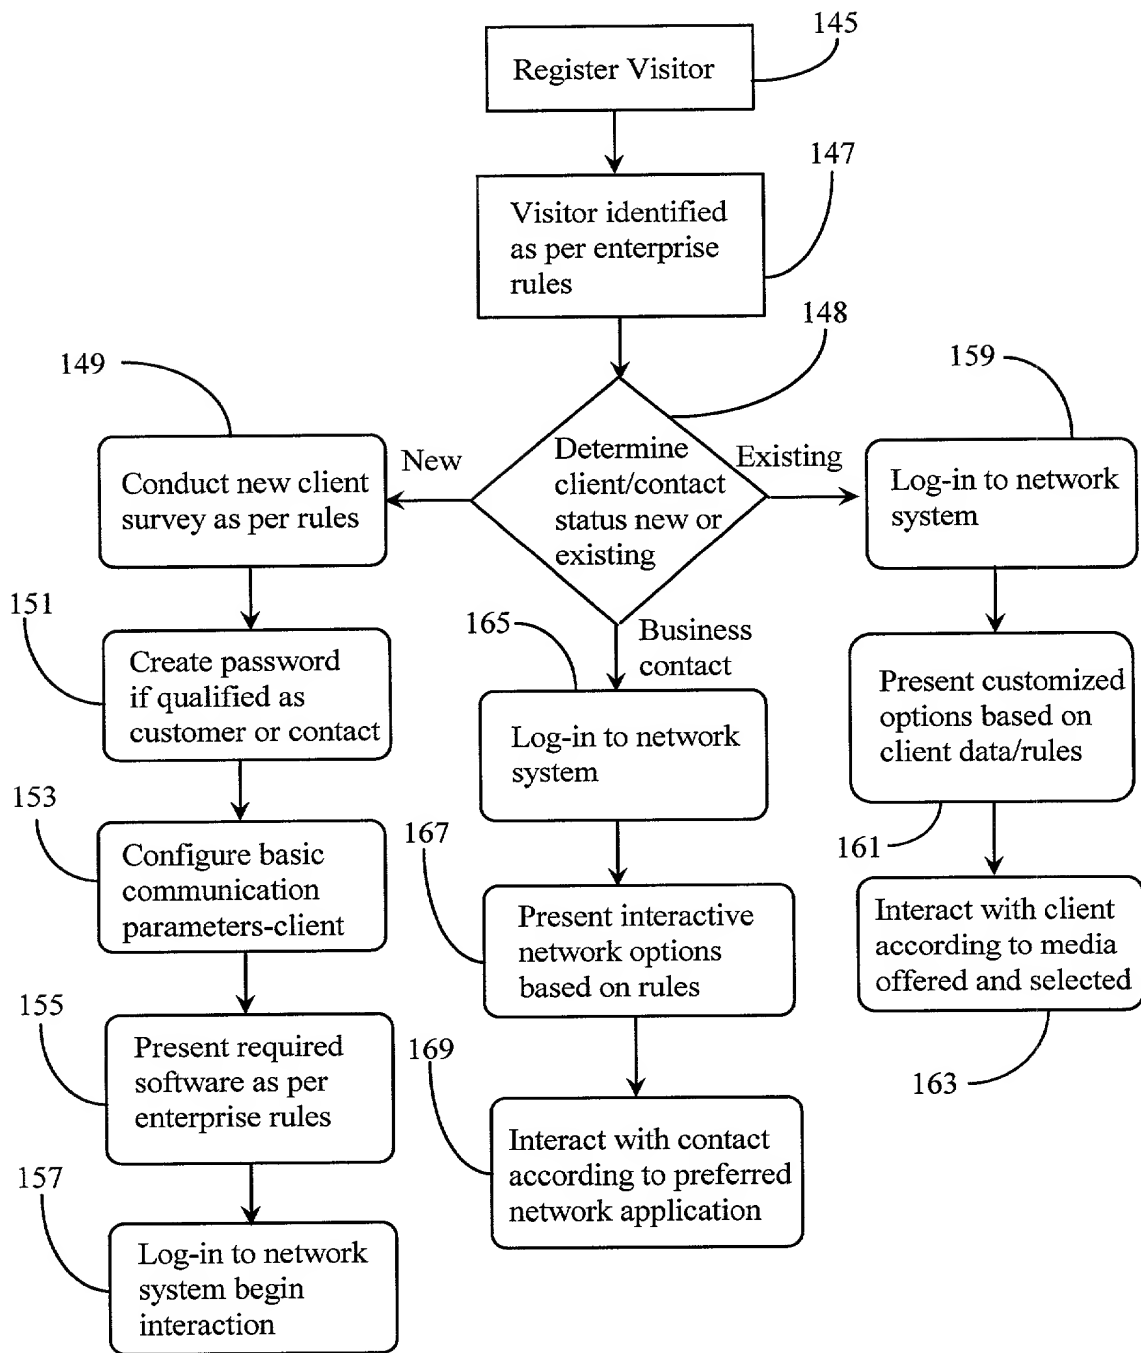 145
Register Visitor
147
Visitor identified
as per enterprise
rules
148
149
159
New
Determine
client/contact
status new or
existing
Existing
Conduct new client
survey as per rules
Log-in to network
system
151
Create password
if qualified as
customer or contact
165
Business
contact
Log-in to network
system
Present customized
options based on
client data/rules
153
Configure basic
communication
parameters-client
167
Present interactive
network options
based on rules
161
Interact with client
according to media
offered and selected
163
155
Present required
software as per
enterprise rules
169
Interact with contact
according to preferred
network application
157
Log-in to network
system begin
interaction